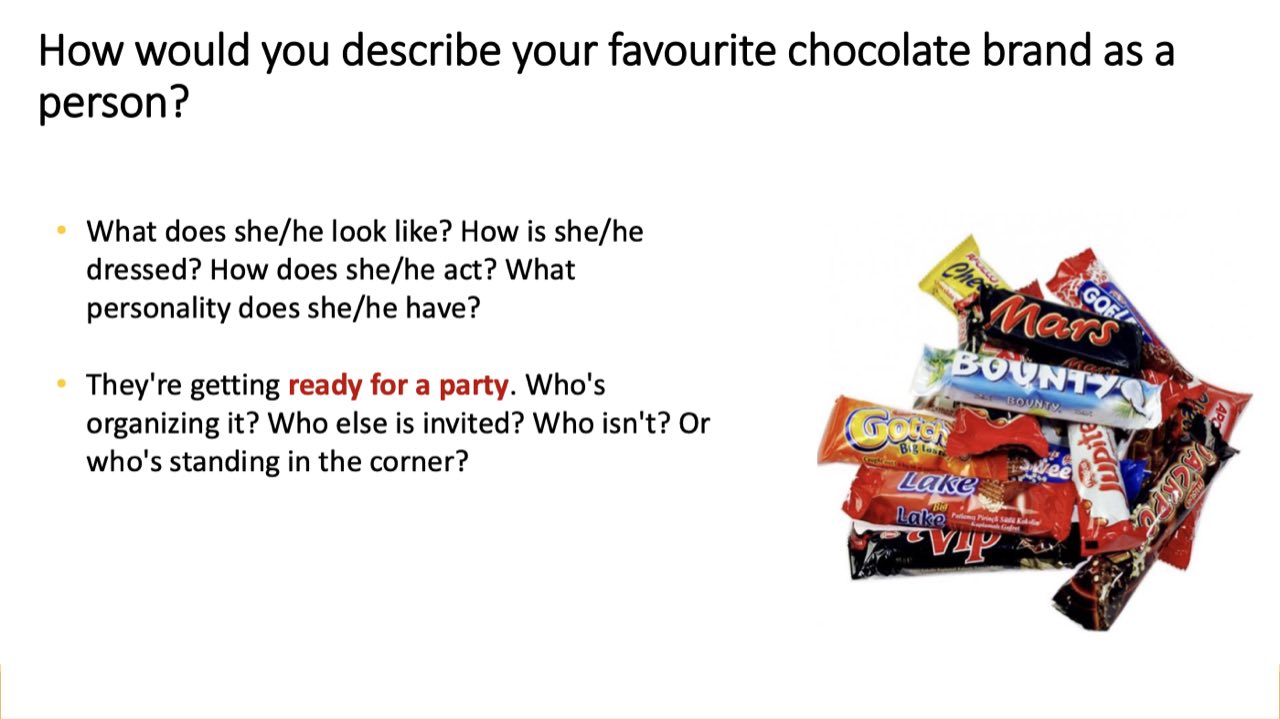 How would you describe your favourite chocolate brand as a
person?
• What does she/he look like? How is she/he
dressed? How does she/he act? What
personality does she/he have?
• They're getting ready for a party. Who's
organizing it? Who else is invited? Who isn't? Or
who's standing in the corner?
Mars
BOUNTY
BOUNTY
Big
Lake
Lake
Big
VIP